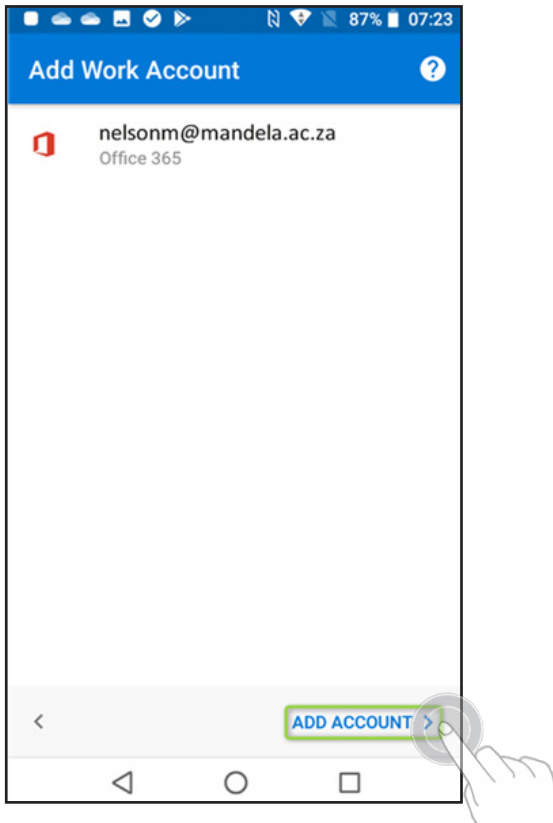 87% 07:23
Add Work Account ?
nelsonm@mandela.ac.za
Office 365
ADD ACCOUNT